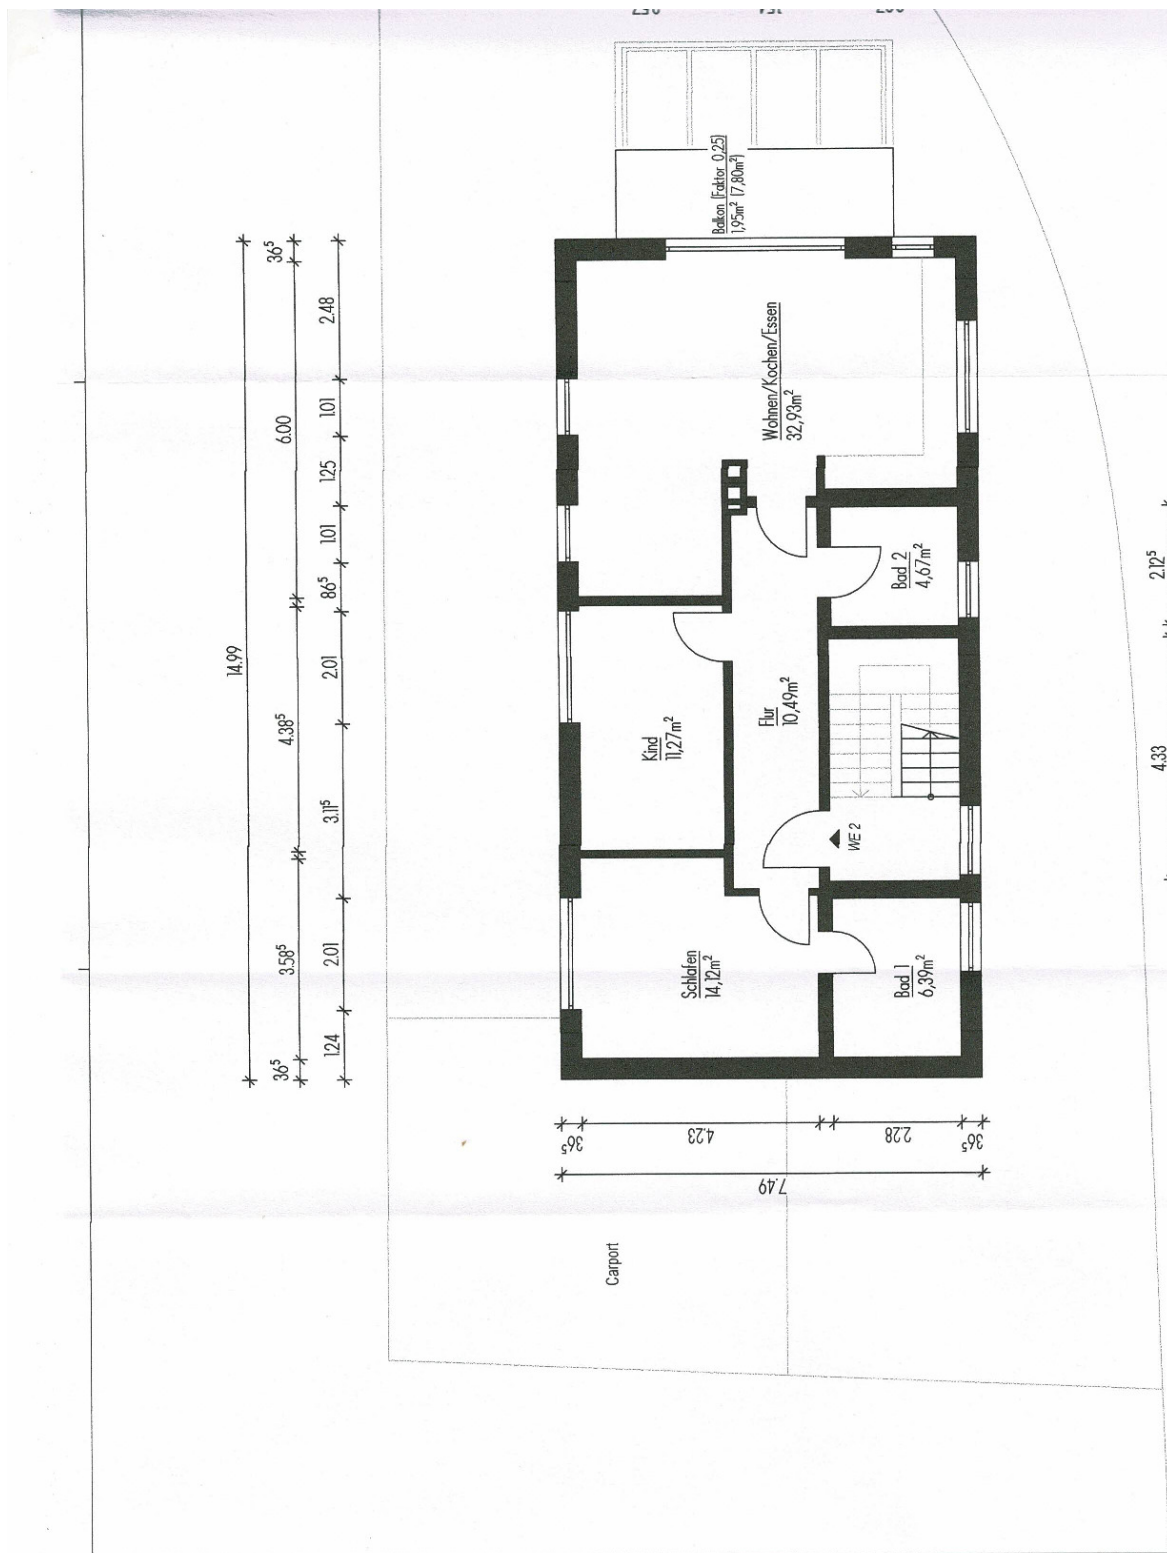 Balkon (Faktor 0,25)
1,95m² (7,80m²)
Wohnen/Kochen/Essen
32,93m²
Bad 2
4,67m²
Flur
10,49m²
Kind
11,27m²
WE 2
Schlafen
14,12m²
Bad 1
6,39m²
Carport
14.99
36⁵
3.58⁵
4.38⁵
6.00
36⁵
1.24
2.01
3.11⁵
2.01
86⁵
1.01
1.25
1.01
2.48
36⁵
4.23
2.28
36⁵
7.49
4.33
2.12⁵